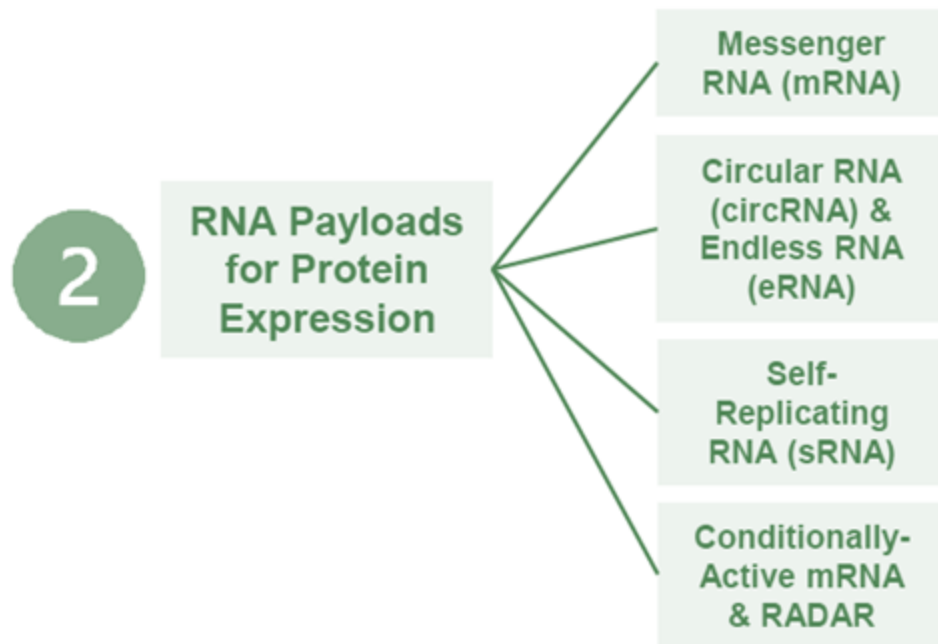 2
RNA Payloads
for Protein
Expression
Messenger
RNA (mRNA)
Circular RNA
(circRNA) &
Endless RNA
(eRNA)
Self-
Replicating
RNA (sRNA)
Conditionally-
Active mRNA
& RADAR